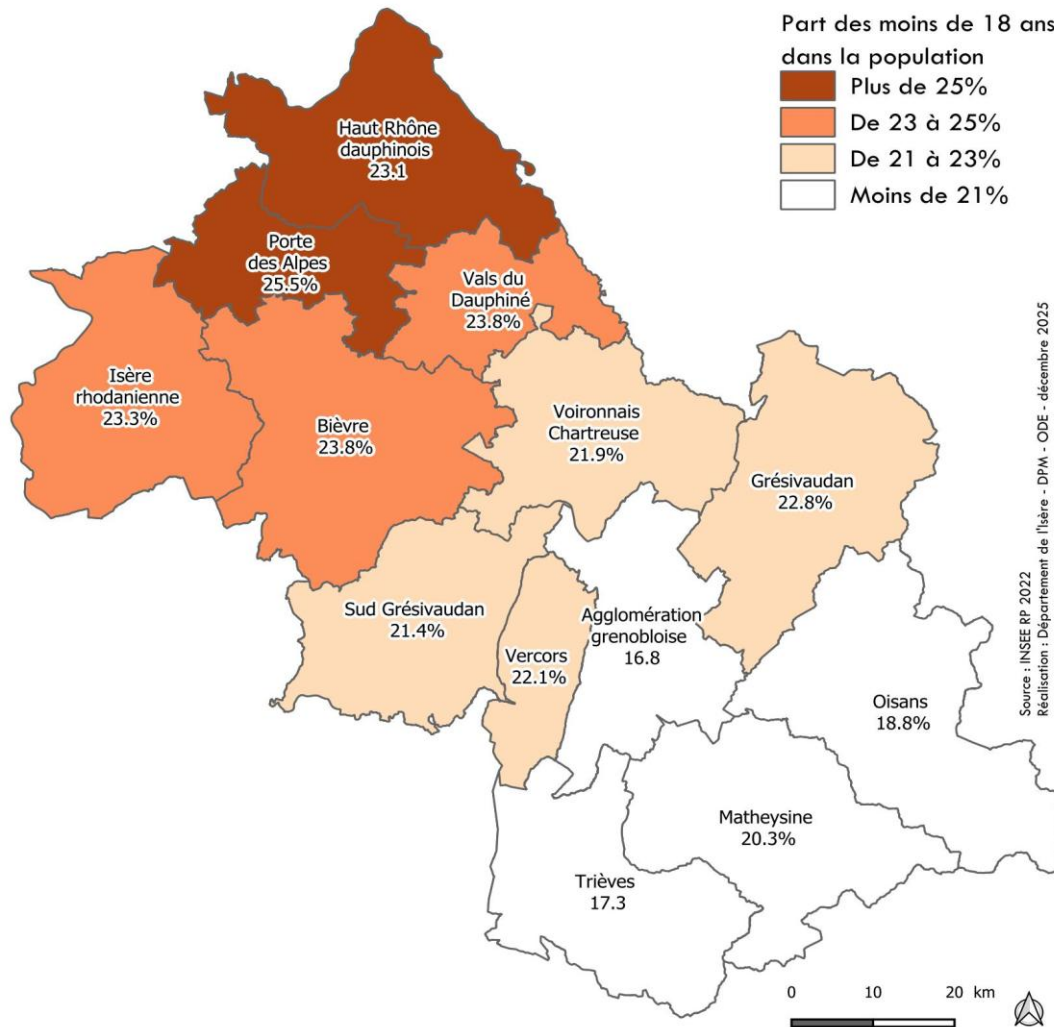 Part des moins de 18 ans
dans la population
Plus de 25%
De 23 à 25%
De 21 à 23%
Moins de 21%
Haut Rhône
dauphinois
23.1
Porte
des Alpes
25.5%
Vals du
Dauphiné
23.8%
Isère
rhodanienne
23.3%
Bièvre
23.8%
Voironnais
Chartreuse
21.9%
Grésivaudan
22.8%
Sud Grésivaudan
21.4%
Vercors
22.1%
Agglomération
grenobloise
16.8
Oisans
18.8%
Matheysine
20.3%
Trièves
17.3
Source : INSEE RP 2022
Réalisation : Département de l'Isère - DPM - ODE - décembre 2025
0 10 20 km